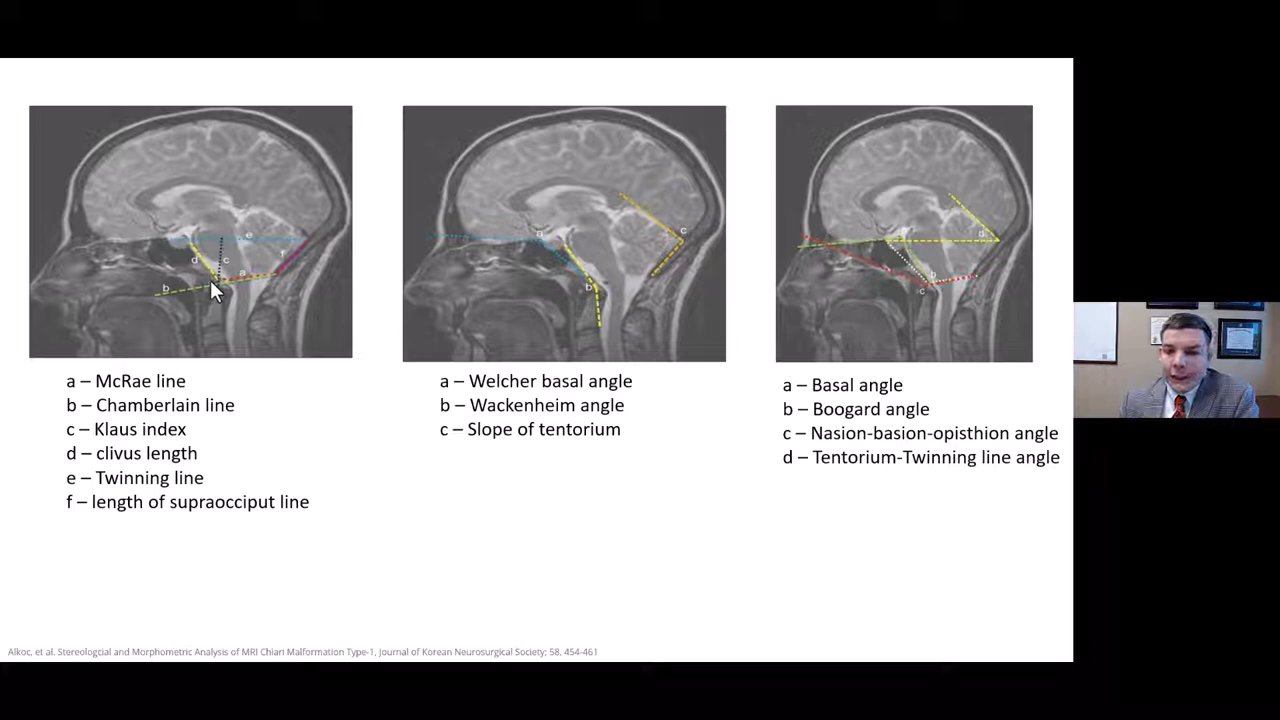 e
d
c
f
a
b
a – McRae line
b – Chamberlain line
c – Klaus index
d – clivus length
e – Twinning line
f – length of supraocciput line
a
c
b
a – Welcher basal angle
b – Wackenheim angle
c – Slope of tentorium
a
d
b
c
a – Basal angle
b – Boogard angle
c – Nasion-basion-opisthion angle
d – Tentorium-Twinning line angle
Alkoc, et al. Stereologcial and Morphometric Analysis of MRI Chiari Malformation Type-1, Journal of Korean Neurosurgical Society; 58, 454-461